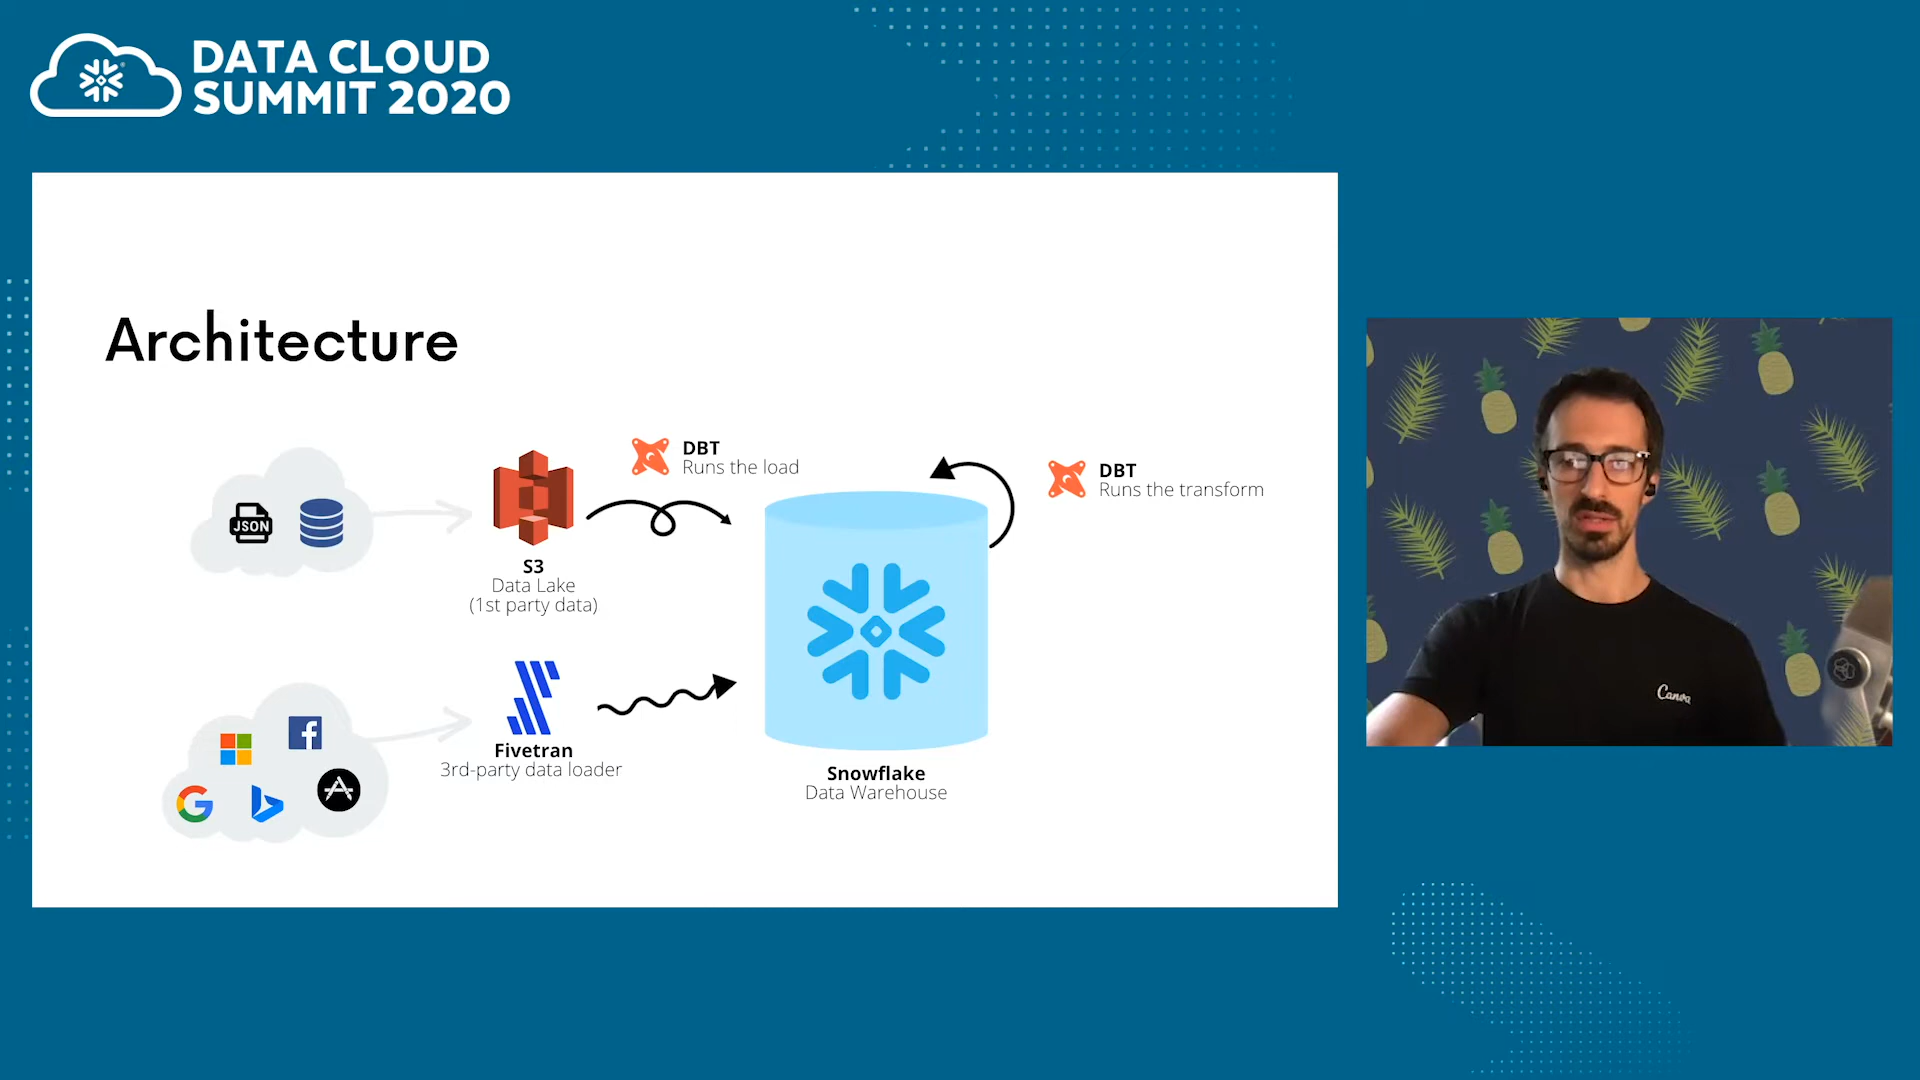 DATA CLOUD
SUMMIT 2020
Architecture
JSON
S3
Data Lake
(1st party data)
DBT
Runs the load
DBT
Runs the transform
Fivetran
3rd-party data loader
Snowflake
Data Warehouse
Canva